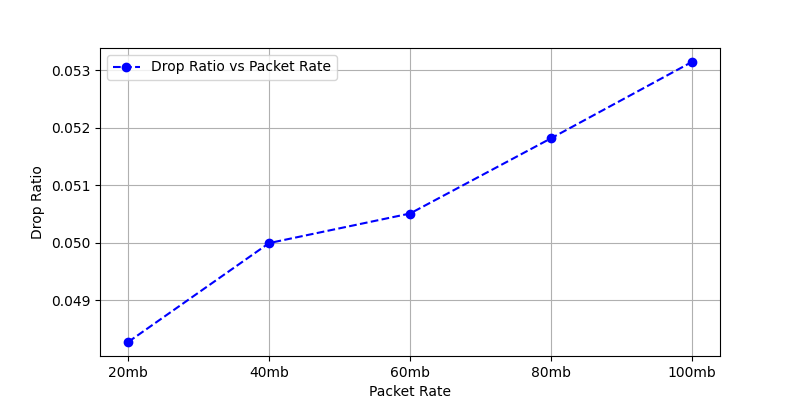 Drop Ratio vs Packet Rate
0.053
0.052
0.051
0.050
0.049
Drop Ratio
20mb 40mb 60mb 80mb 100mb
Packet Rate